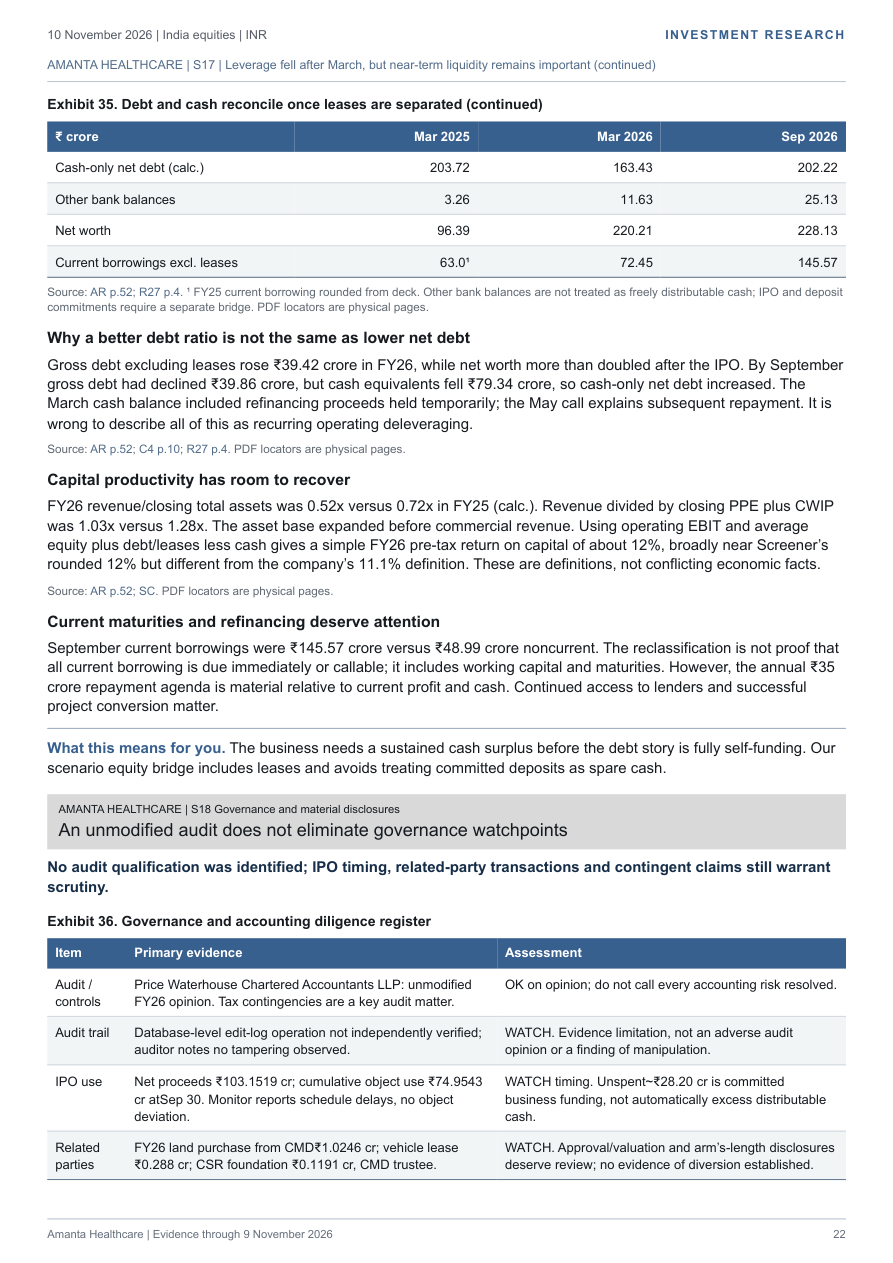 10 November 2026 | India equities | INR
INVESTMENT RESEARCH
AMANTA HEALTHCARE | S17 | Leverage fell after March, but near-term liquidity remains important (continued)
Exhibit 35. Debt and cash reconcile once leases are separated (continued)
₹ crore Mar 2025 Mar 2026 Sep 2026
Cash-only net debt (calc.) 203.72 163.43 202.22
Other bank balances 3.26 11.63 25.13
Net worth 96.39 220.21 228.13
Current borrowings excl. leases 63.0¹ 72.45 145.57
Source: AR p.52; R27 p.4. ¹ FY25 current borrowing rounded from deck. Other bank balances are not treated as freely distributable cash; IPO and deposit
commitments require a separate bridge. PDF locators are physical pages.
Why a better debt ratio is not the same as lower net debt
Gross debt excluding leases rose ₹39.42 crore in FY26, while net worth more than doubled after the IPO. By September
gross debt had declined ₹39.86 crore, but cash equivalents fell ₹79.34 crore, so cash-only net debt increased. The
March cash balance included refinancing proceeds held temporarily; the May call explains subsequent repayment. It is
wrong to describe all of this as recurring operating deleveraging.
Source: AR p.52; C4 p.10; R27 p.4. PDF locators are physical pages.
Capital productivity has room to recover
FY26 revenue/closing total assets was 0.52x versus 0.72x in FY25 (calc.). Revenue divided by closing PPE plus CWIP
was 1.03x versus 1.28x. The asset base expanded before commercial revenue. Using operating EBIT and average
equity plus debt/leases less cash gives a simple FY26 pre-tax return on capital of about 12%, broadly near Screener’s
rounded 12% but different from the company’s 11.1% definition. These are definitions, not conflicting economic facts.
Source: AR p.52; SC. PDF locators are physical pages.
Current maturities and refinancing deserve attention
September current borrowings were ₹145.57 crore versus ₹48.99 crore noncurrent. The reclassification is not proof that
all current borrowing is due immediately or callable; it includes working capital and maturities. However, the annual ₹35
crore repayment agenda is material relative to current profit and cash. Continued access to lenders and successful
project conversion matter.
What this means for you. The business needs a sustained cash surplus before the debt story is fully self-funding. Our
scenario equity bridge includes leases and avoids treating committed deposits as spare cash.
AMANTA HEALTHCARE | S18 Governance and material disclosures
An unmodified audit does not eliminate governance watchpoints
No audit qualification was identified; IPO timing, related-party transactions and contingent claims still warrant
scrutiny.
Exhibit 36. Governance and accounting diligence register
Item Primary evidence Assessment
Audit / Price Waterhouse Chartered Accountants LLP: unmodified OK on opinion; do not call every accounting risk resolved.
controls FY26 opinion. Tax contingencies are a key audit matter.
Audit trail Database-level edit-log operation not independently verified; WATCH. Evidence limitation, not an adverse audit
auditor notes no tampering observed. opinion or a finding of manipulation.
IPO use Net proceeds ₹103.1519 cr; cumulative object use ₹74.9543 WATCH timing. Unspent~₹28.20 cr is committed
cr atSep 30. Monitor reports schedule delays, no object business funding, not automatically excess distributable
deviation. cash.
Related FY26 land purchase from CMD₹1.0246 cr; vehicle lease WATCH. Approval/valuation and arm’s-length disclosures
parties ₹0.288 cr; CSR foundation ₹0.1191 cr, CMD trustee. deserve review; no evidence of diversion established.
Amanta Healthcare | Evidence through 9 November 2026
22